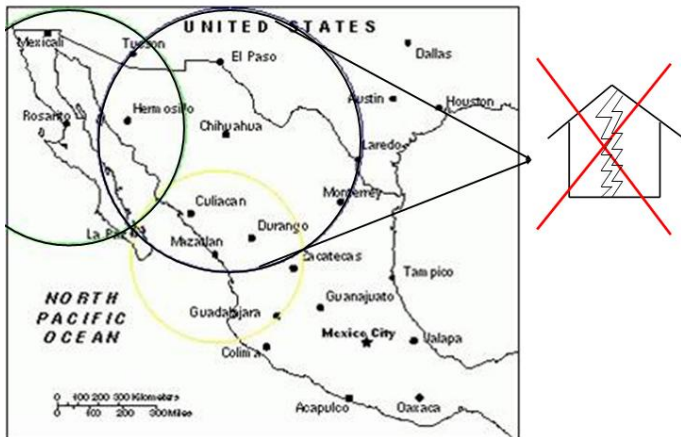 UNITED STATES
Mexicali
Tucson
El Paso
Dallas
Austin
Houston
Rosarito
Hermosillo
Chihuahua
Laredo
Monterrey
Culiacan
La Paz
Durango
Mazatlan
Zacatecas
Tampico
NORTH
PACIFIC
OCEAN
Guadalajara
Guanajuato
Mexico City
Jalapa
Colima
0 100 200 300 Kilometers
0 100 200 300 Miles
Acapulco
Oaxaca